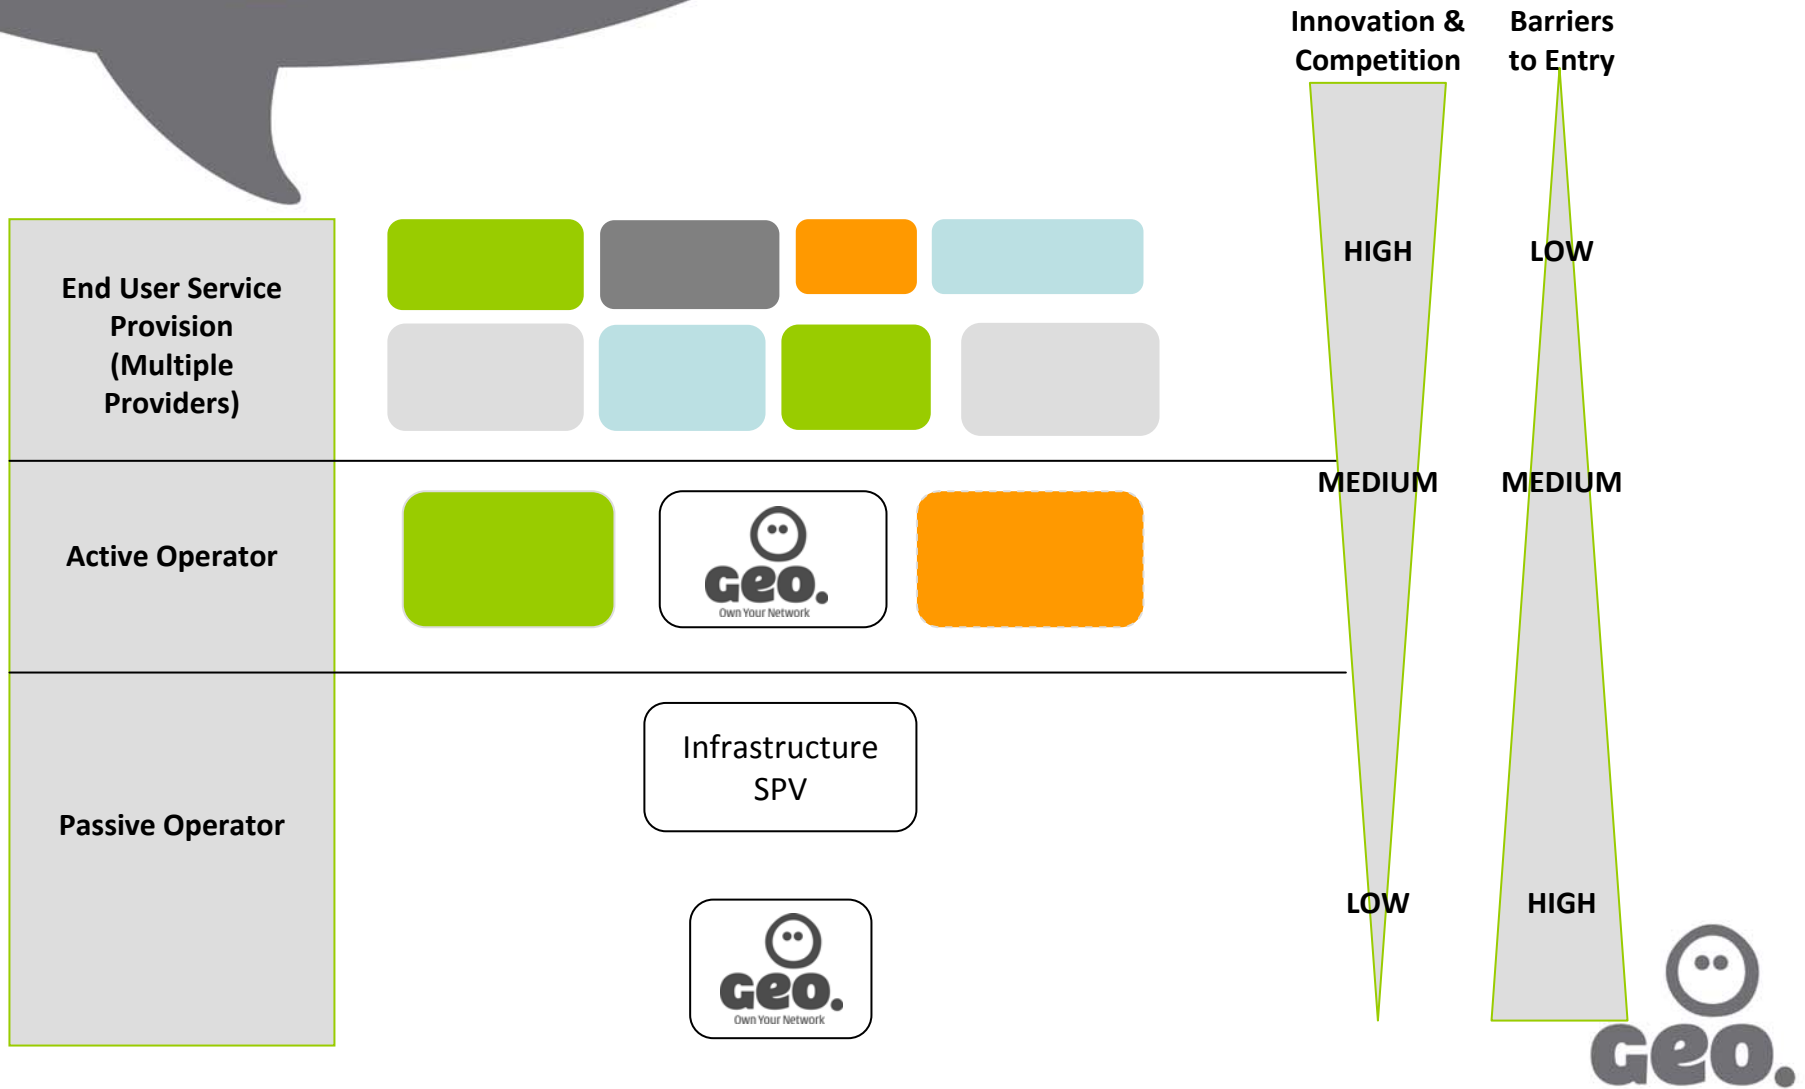 Innovation &
Competition
Barriers
to Entry
End User Service
Provision
(Multiple
Providers)
HIGH
LOW
MEDIUM
MEDIUM
Active Operator
GEO.
Own Your Network
Infrastructure
SPV
Passive Operator
LOW
HIGH
GEO.
Own Your Network
GEO.